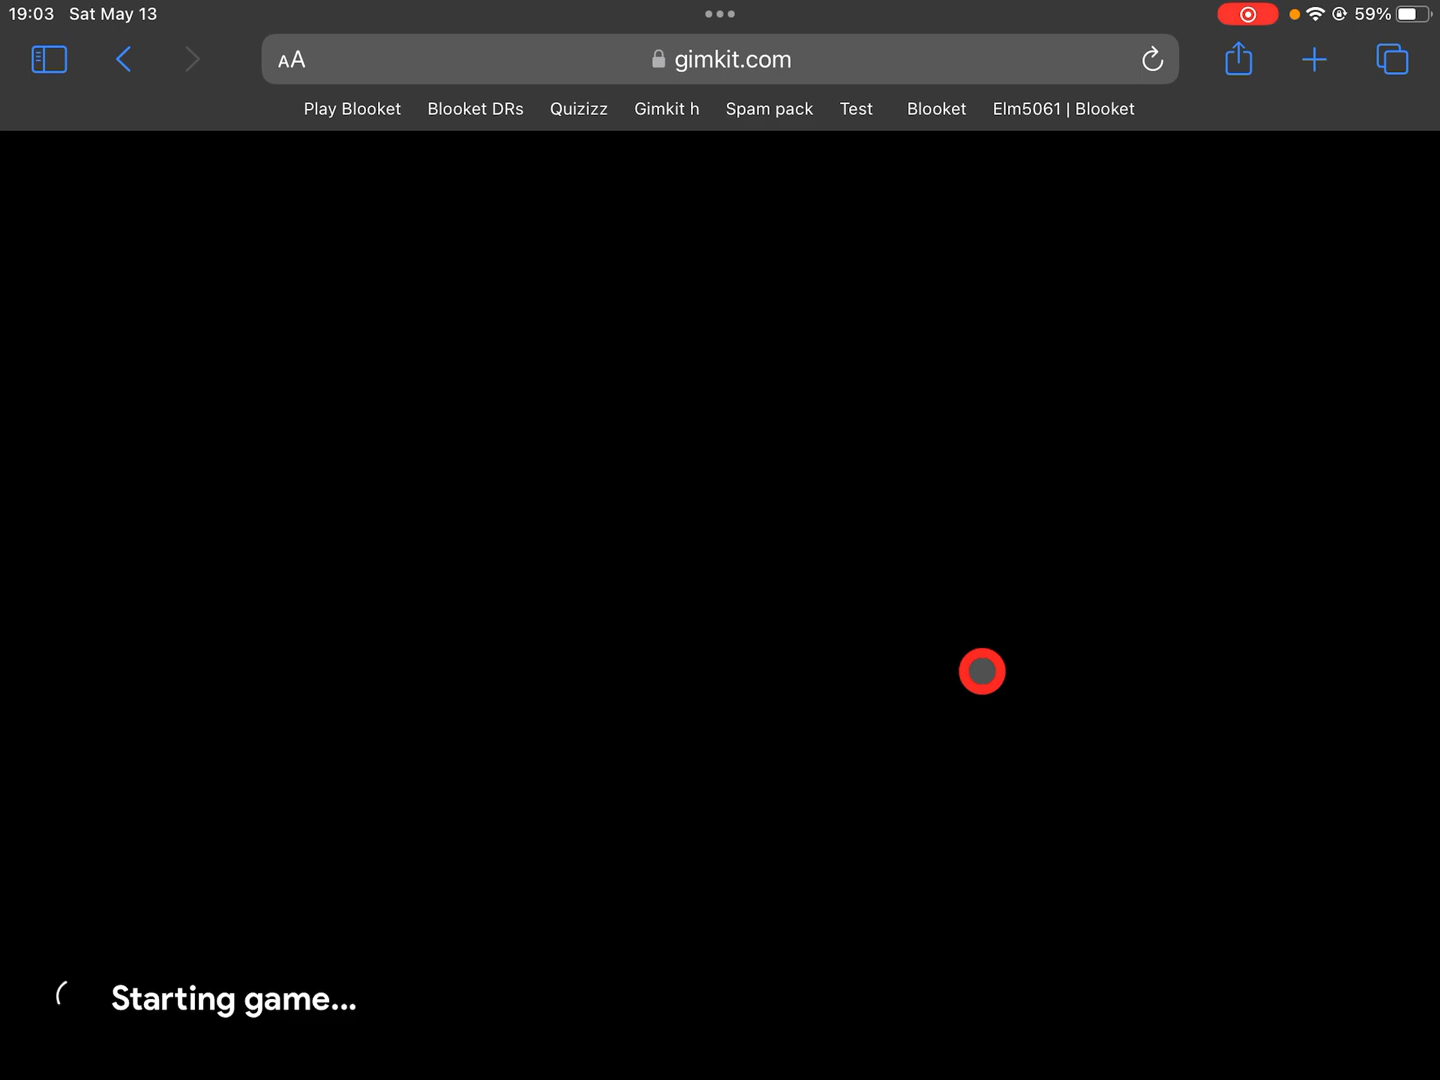 19:03 Sat May 13
59%
AA
gimkit.com
Play Blooket Blooket DRs Quizizz Gimkit h Spam pack Test Blooket Elm5061 | Blooket
Starting game...